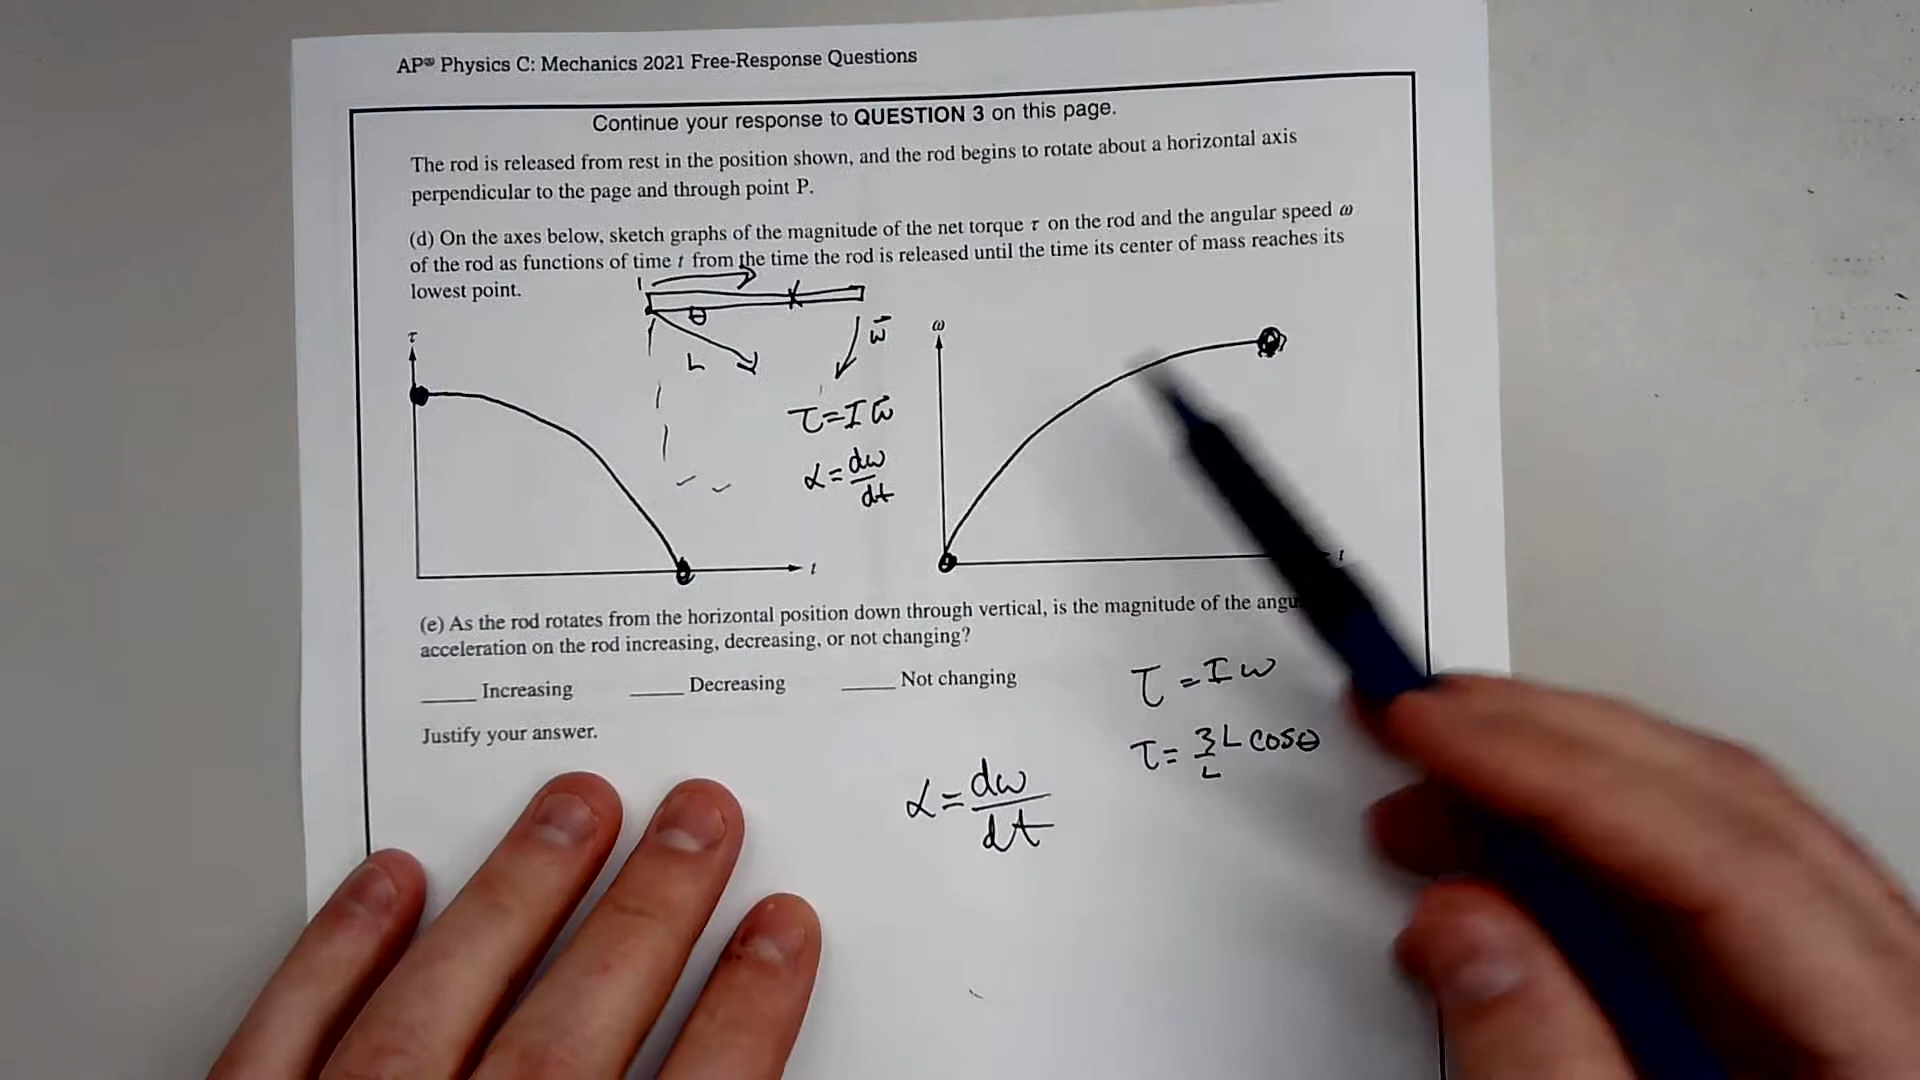 AP® Physics C: Mechanics 2021 Free-Response Questions
Continue your response to QUESTION 3 on this page.
The rod is released from rest in the position shown, and the rod begins to rotate about a horizontal axis
perpendicular to the page and through point P.
(d) On the axes below, sketch graphs of the magnitude of the net torque τ on the rod and the angular speed ω
of the rod as functions of time t from the time the rod is released until the time its center of mass reaches its
lowest point.
θ
L
ω⃗
τ
ω
τ=Iω⃗
α=dω/dt
t
t
(e) As the rod rotates from the horizontal position down through vertical, is the magnitude of the
acceleration on the rod increasing, decreasing, or not changing?
_____ Increasing _____ Decreasing _____ Not changing
Justify your answer.
τ=Iω
τ= L cosθ
α=dω/dt